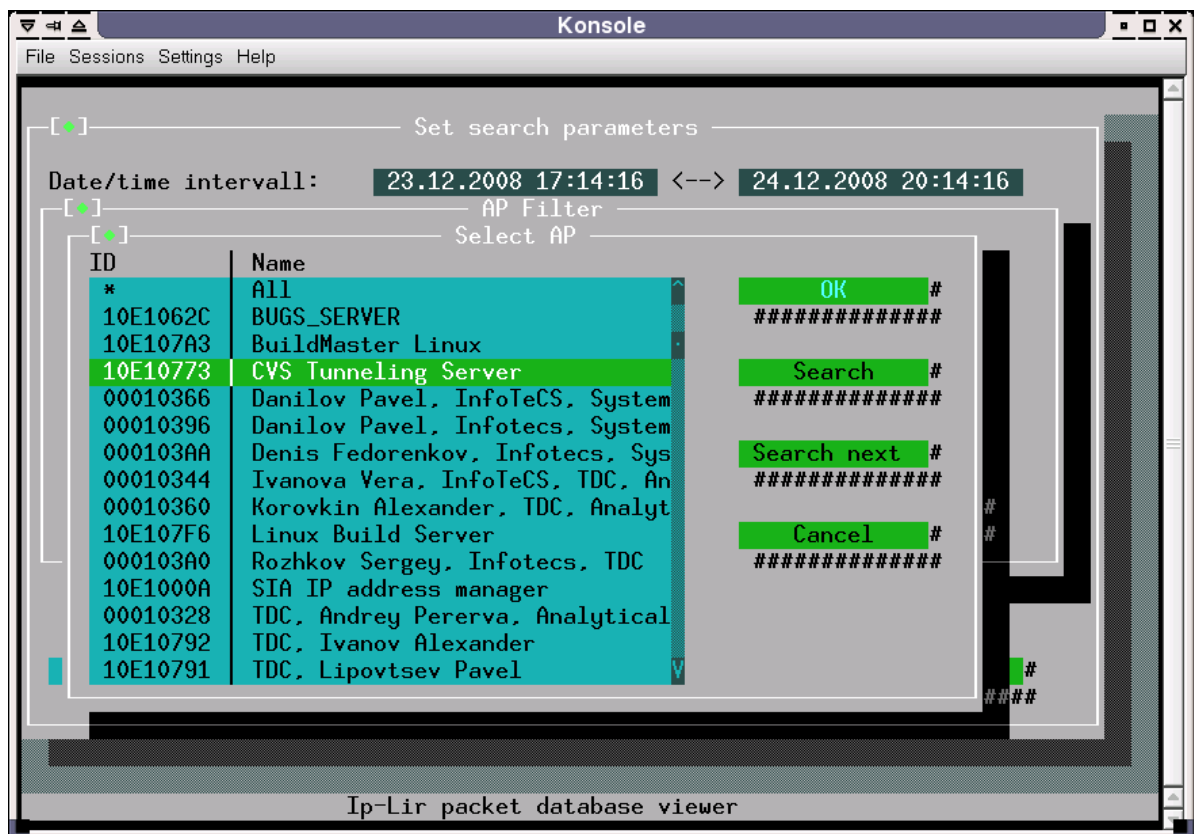 Konsole
File Sessions Settings Help
[•] Set search parameters
Date/time intervall: 23.12.2008 17:14:16 <--> 24.12.2008 20:14:16
[•] AP Filter
[•] Select AP
ID Name
* All ^ OK #
10E1062C BUGS_SERVER ##############
10E107A3 BuildMaster Linux
10E10773 CVS Tunneling Server Search #
00010366 Danilov Pavel, InfoTeCS, System ##############
00010396 Danilov Pavel, Infotecs, System
000103AA Denis Fedorenkov, Infotecs, Sys Search next #
00010344 Ivanova Vera, InfoTeCS, TDC, An ##############
00010360 Korovkin Alexander, TDC, Analyt #
10E107F6 Linux Build Server Cancel # #
000103A0 Rozhkov Sergey, Infotecs, TDC ##############
10E1000A SIA IP address manager
00010328 TDC, Andrey Pererva, Analytical
10E10792 TDC, Ivanov Alexander
10E10791 TDC, Lipovtsev Pavel V #
####
Ip-Lir packet database viewer